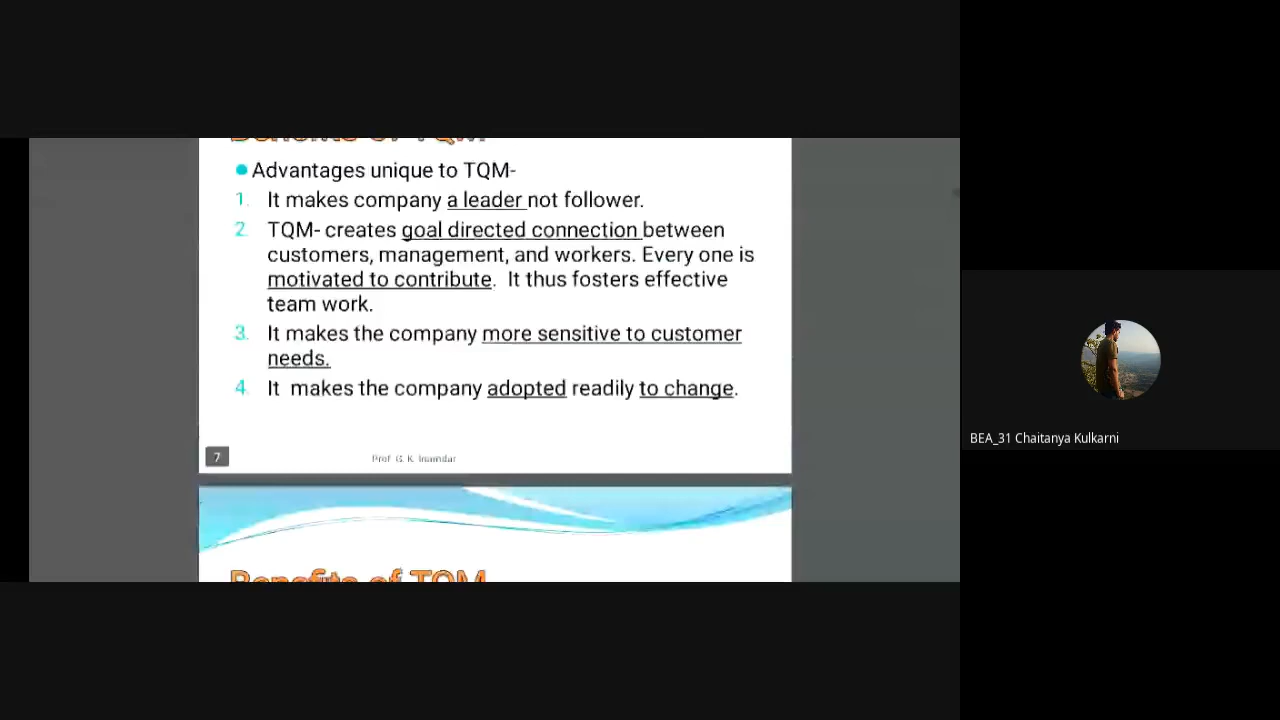 Benefits of TQM
Advantages unique to TQM-
1. It makes company a leader not follower.
2. TQM- creates goal directed connection between
customers, management, and workers. Every one is
motivated to contribute. It thus fosters effective
team work.
3. It makes the company more sensitive to customer
needs.
4. It makes the company adopted readily to change.
7
Prof. G. K. Inamdar
Benefits of TQM
BEA_31 Chaitanya Kulkarni